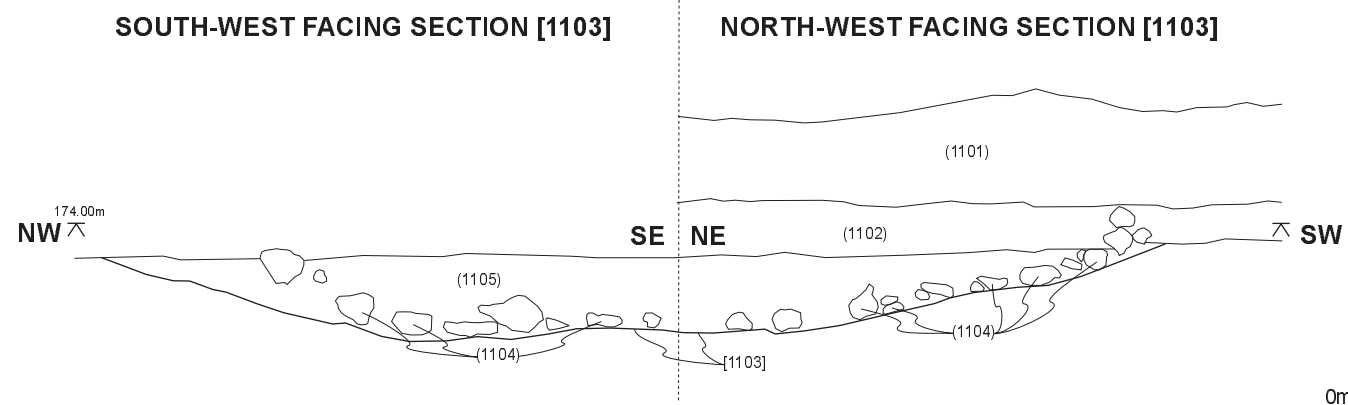 SOUTH-WEST FACING SECTION [1103]
NORTH-WEST FACING SECTION [1103]
(1101)
174.00m
NW
SE
NE
(1102)
SW
(1105)
(1104)
(1104)
[1103]
0m